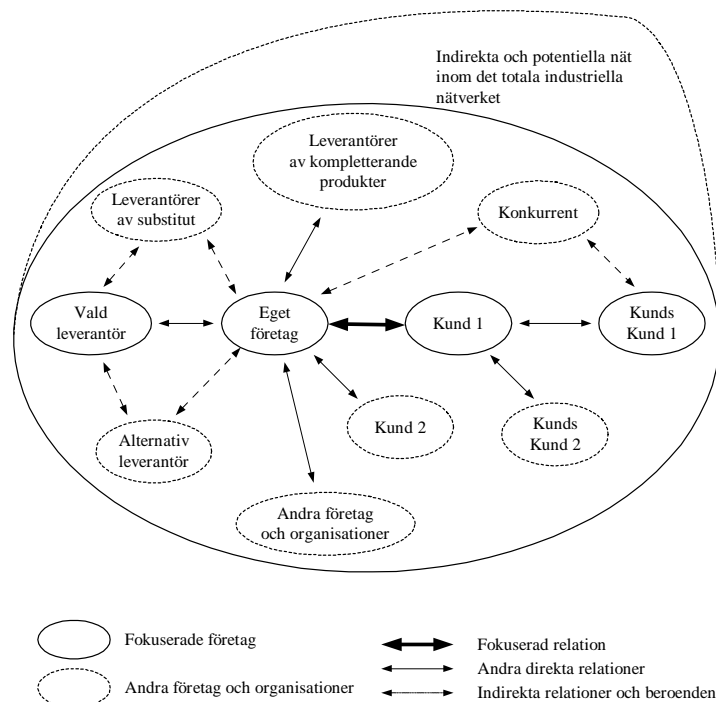 Indirekta och potentiella nät
inom det totala industriella
nätverket
Leverantörer
av kompletterande
produkter
Leverantörer
av substitut
Konkurrent
Vald
leverantör
Eget
företag
Kund 1
Kunds
Kund 1
Alternativ
leverantör
Kund 2
Kunds
Kund 2
Andra företag
och organisationer
Fokuserade företag
Andra företag och organisationer
Fokuserad relation
Andra direkta relationer
Indirekta relationer och beroenden